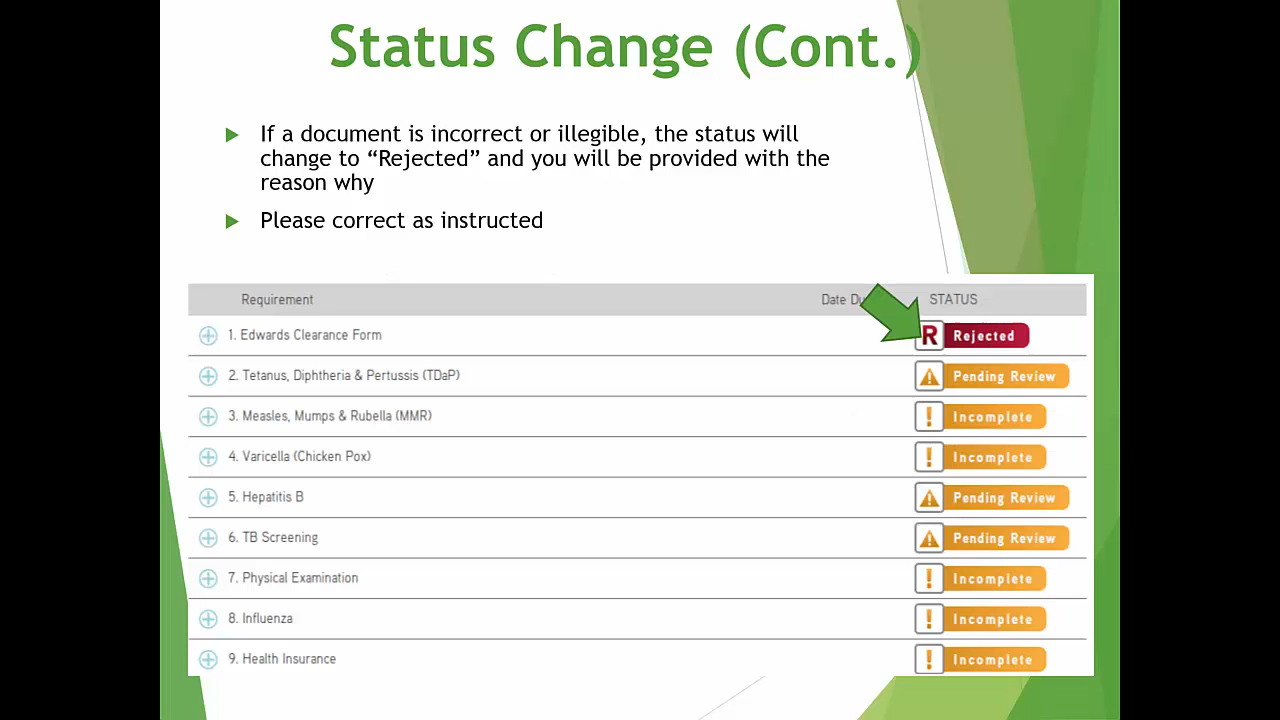 Status Change (Cont.)
If a document is incorrect or illegible, the status will
change to “Rejected” and you will be provided with the
reason why
Please correct as instructed
Requirement Date STATUS
1. Edwards Clearance Form R Rejected
2. Tetanus, Diphtheria & Pertussis (TDaP) Pending Review
3. Measles, Mumps & Rubella (MMR) Incomplete
4. Varicella (Chicken Pox) Incomplete
5. Hepatitis B Pending Review
6. TB Screening Pending Review
7. Physical Examination Incomplete
8. Influenza Incomplete
9. Health Insurance Incomplete